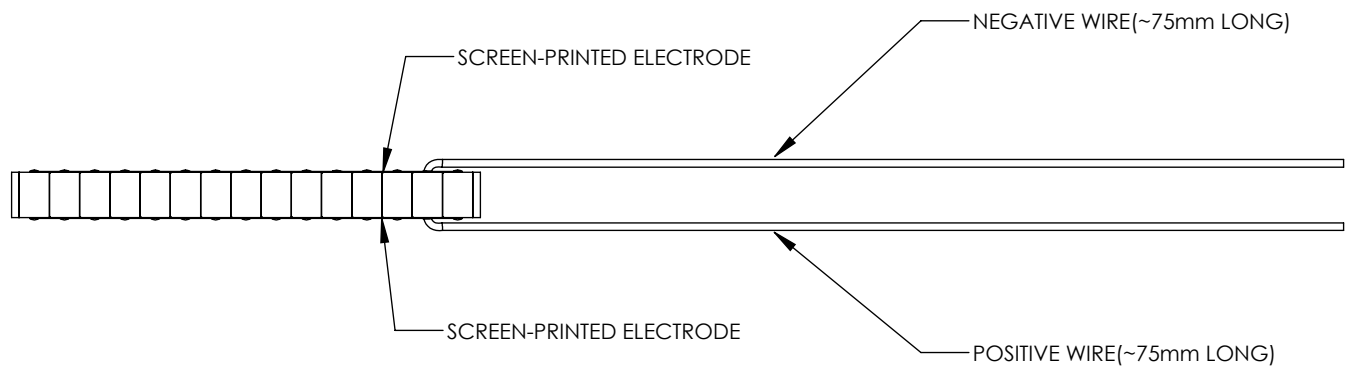 NEGATIVE WIRE(~75mm LONG)
SCREEN-PRINTED ELECTRODE
SCREEN-PRINTED ELECTRODE
POSITIVE WIRE(~75mm LONG)